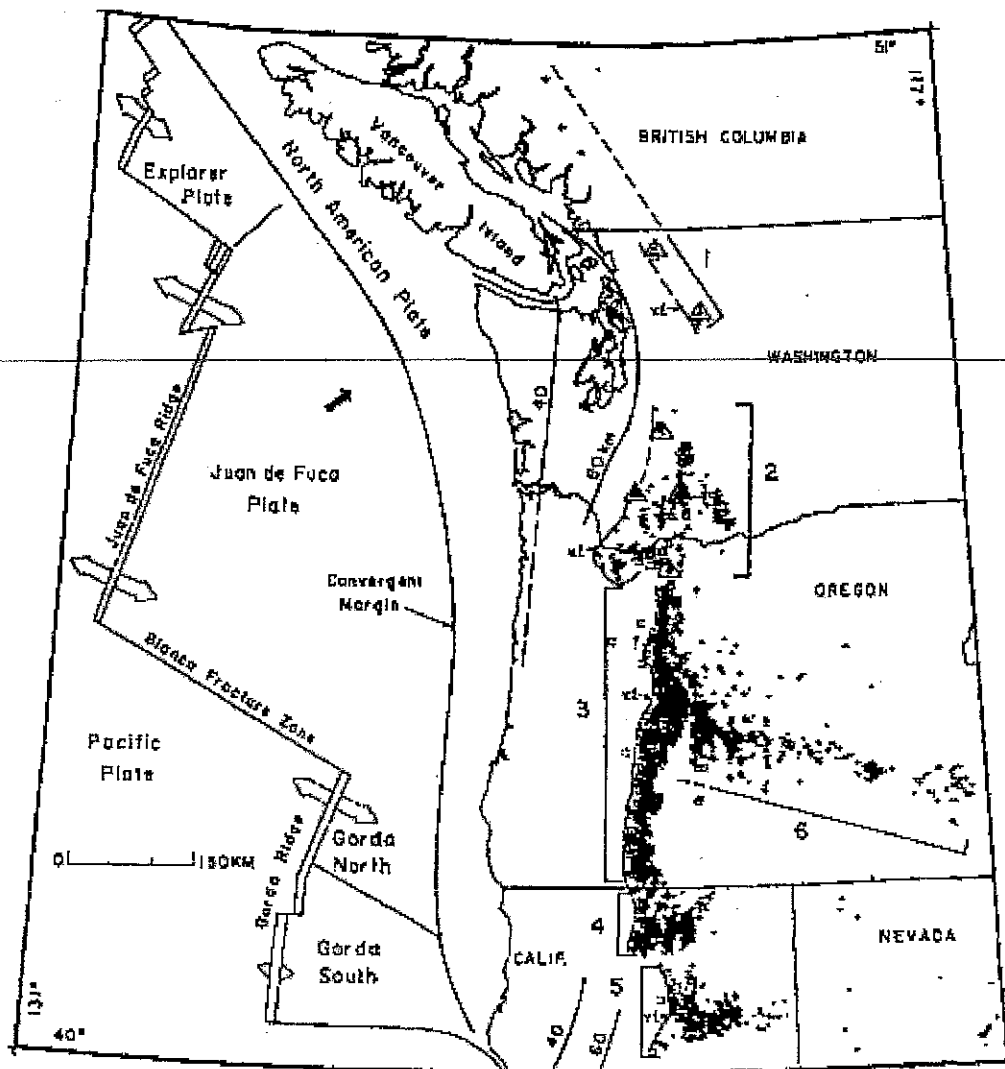 51°
117°
BRITISH COLUMBIA
Vancouver
Island
North American Plate
Explorer
Plate
1
WASHINGTON
40
60 km
2
Juan de Fuca Ridge
Juan de Fuca
Plate
OREGON
Convergent
Margin
Blanco Fracture Zone
3
Pacific
Plate
6
0
150KM
Gorda Ridge
Gorda
North
4
NEVADA
CALIF.
Gorda
South
5
131°
40
60
40°